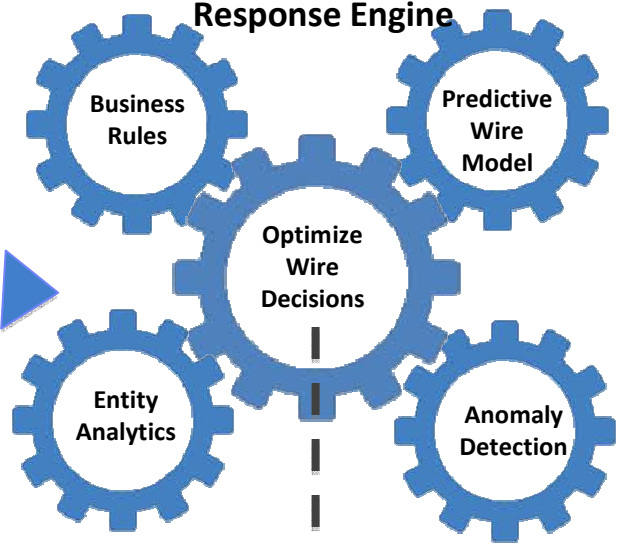 Response Engine
Business
Rules
Predictive
Wire
Model
Optimize
Wire
Decisions
Entity
Analytics
Anomaly
Detection